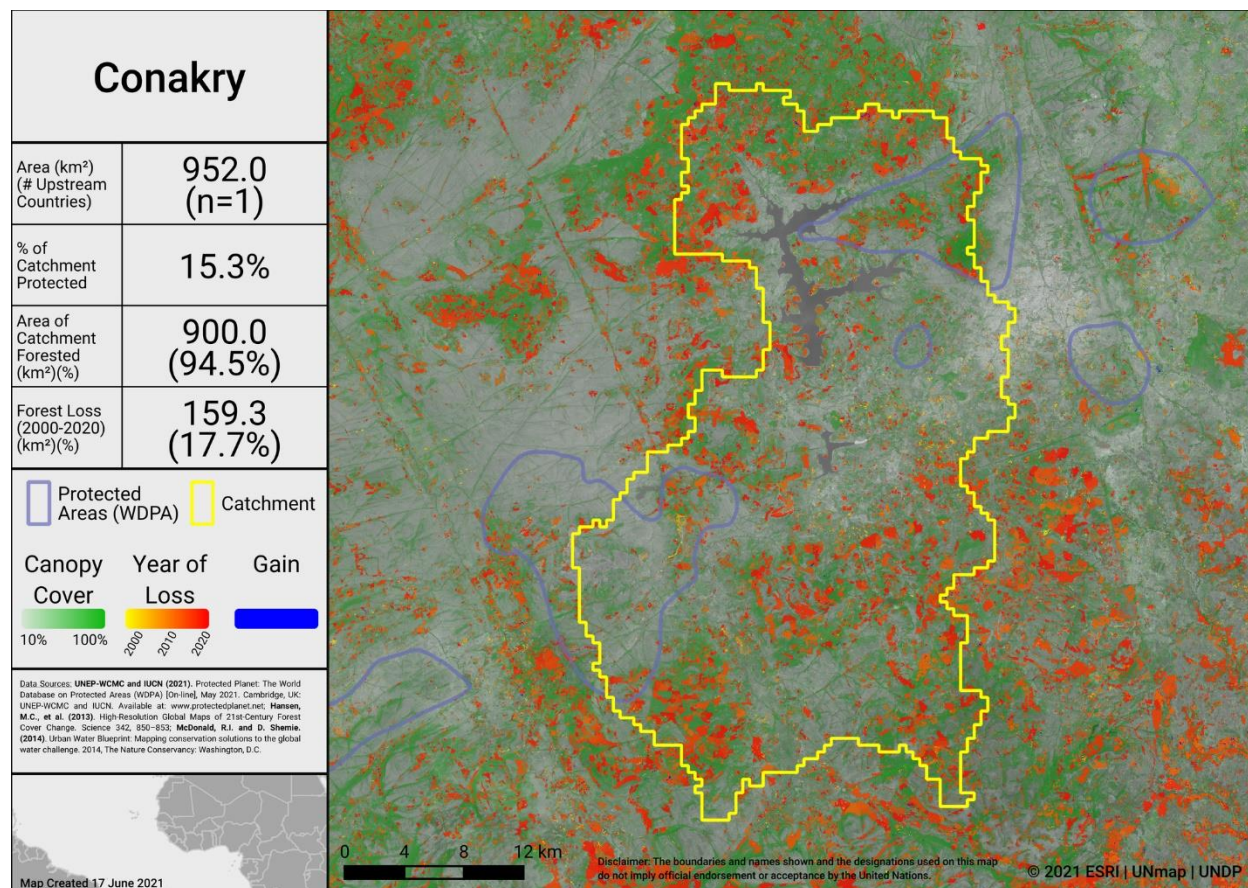 Conakry
Area (km²)
(# Upstream
Countries)
952.0
(n=1)
% of
Catchment
Protected
15.3%
Area of
Catchment
Forested
(km²)(%)
900.0
(94.5%)
Forest Loss
(2000-2020)
(km²)(%)
159.3
(17.7%)
Protected
Areas (WDPA)
Catchment
Canopy
Cover
10% 100%
Year of
Loss
2000 2010 2020
Gain
Data Sources: UNEP-WCMC and IUCN (2021). Protected Planet: The World
Database on Protected Areas (WDPA) [On-line], May 2021. Cambridge, UK:
UNEP-WCMC and IUCN. Available at: www.protectedplanet.net; Hansen,
M.C., et al. (2013). High-Resolution Global Maps of 21st-Century Forest
Cover Change. Science 342, 850–853; McDonald, R.I. and D. Shemie.
(2014). Urban Water Blueprint: Mapping conservation solutions to the global
water challenge. 2014, The Nature Conservancy: Washington, D.C.
Map Created 17 June 2021
0 4 8 12 km
Disclaimer: The boundaries and names shown and the designations used on this map
do not imply official endorsement or acceptance by the United Nations.
© 2021 ESRI | UNmap | UNDP